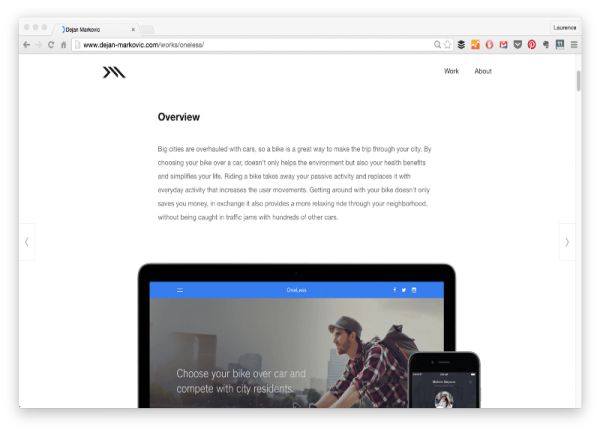 Dejan Markovic
Laurence
www.dejan-markovic.com/works/oneless/
Work About
Overview
Big cities are overhauled with cars, so a bike is a great way to make the trip through your city. By
choosing your bike over a car, doesn't only helps the environment but also your health benefits
and simplifies your life. Riding a bike takes away your passive activity and replaces it with
everyday activity that increases the user movements. Getting around with your bike doesn't only
saves you money, in exchange it also provides a more relaxing ride through your neighborhood,
without being caught in traffic jams with hundreds of other cars.
OneLess
Choose your bike over car and
compete with city residents.